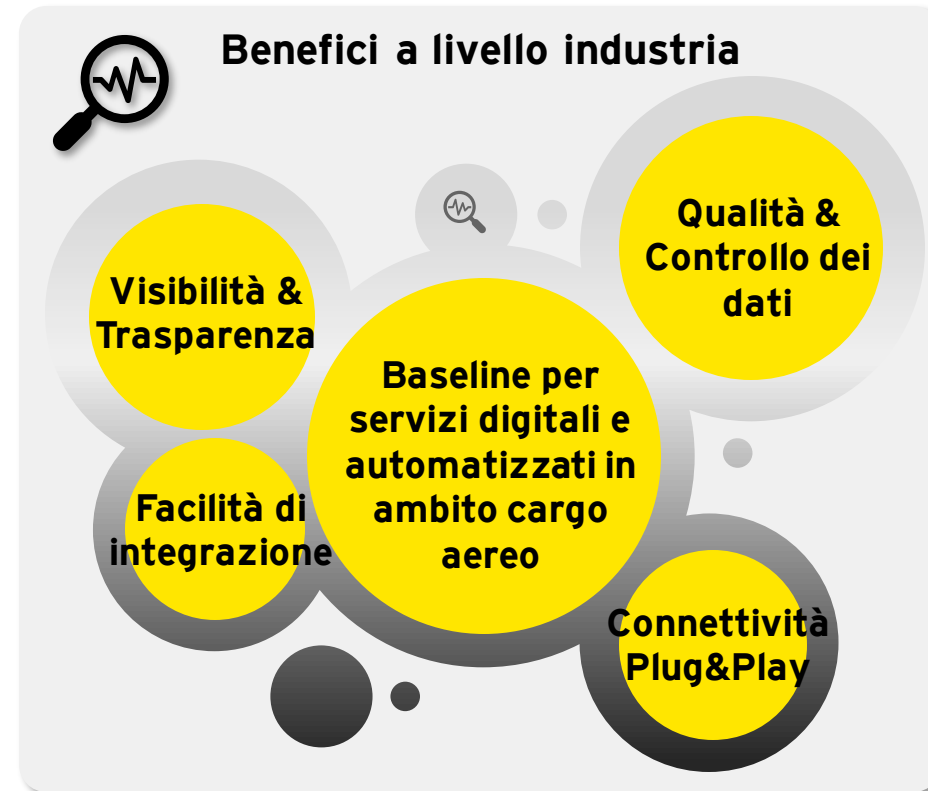 Benefici a livello industria
Visibilità &
Trasparenza
Qualità &
Controllo dei
dati
Baseline per
servizi digitali e
automatizzati in
ambito cargo
aereo
Facilità di
integrazione
Connettività
Plug&Play